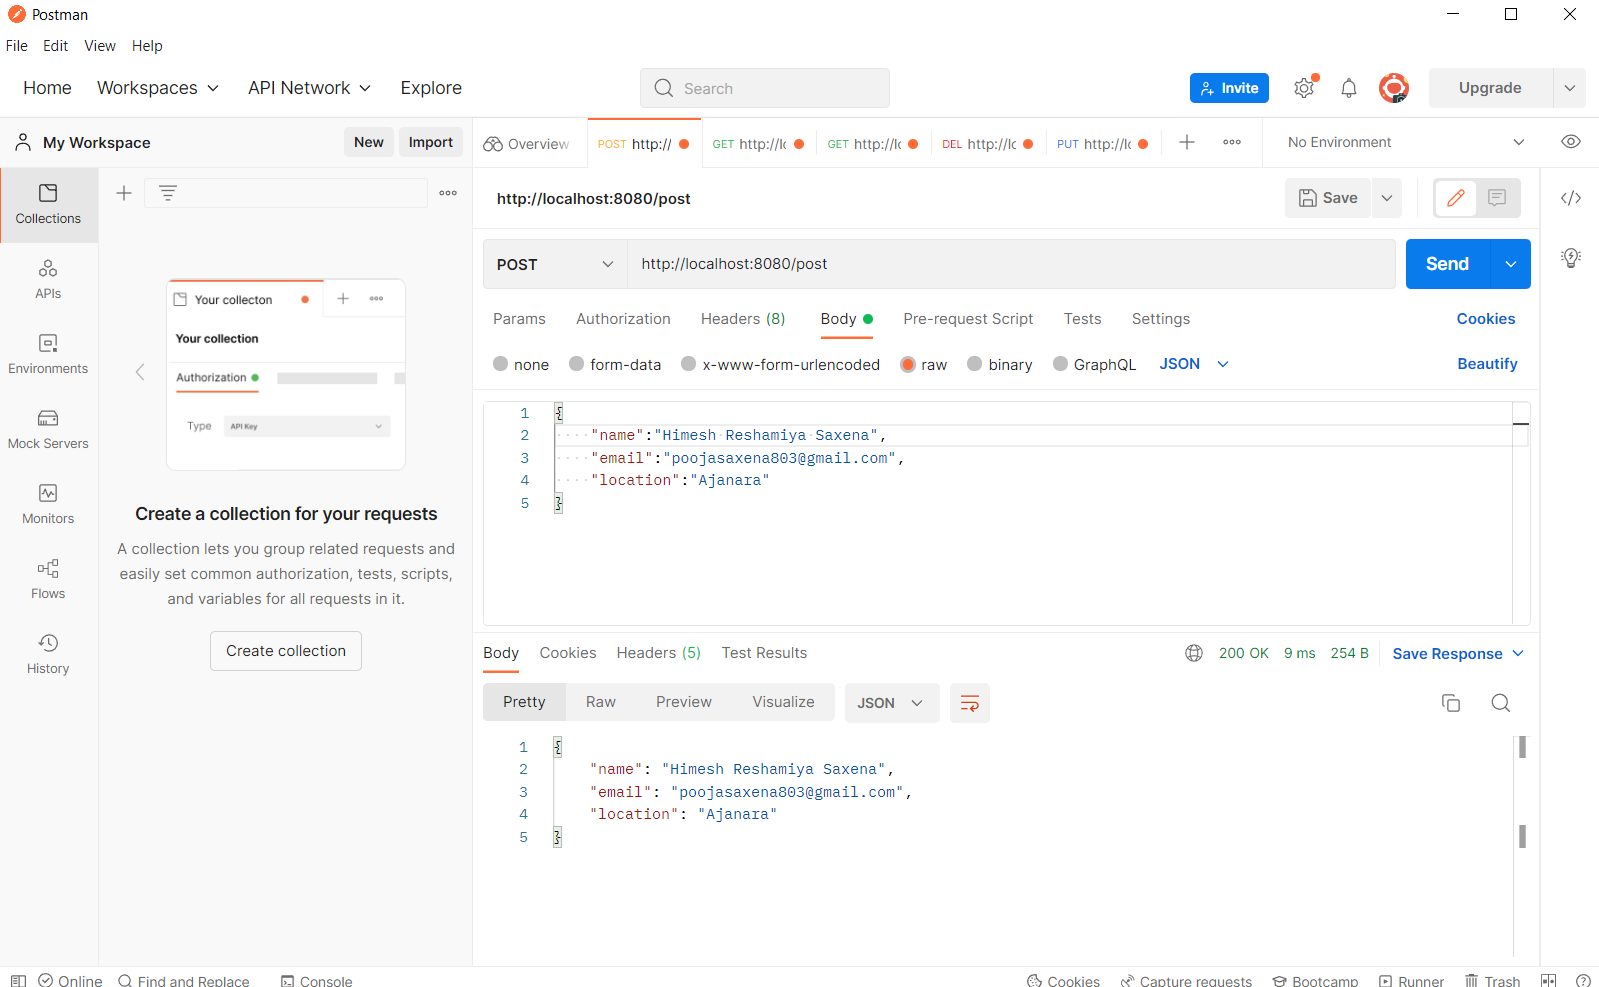 Postman
File Edit View Help
Home Workspaces API Network Explore Search Invite Upgrade
My Workspace New Import Overview POST http:// GET http://lo GET http://lo DEL http://lo PUT http://lo No Environment
Collections
APIs
Environments
Mock Servers
Monitors
Flows
History
Your collecton
Your collection
Authorization
Type API Key
Create a collection for your requests
A collection lets you group related requests and
easily set common authorization, tests, scripts,
and variables for all requests in it.
Create collection
http://localhost:8080/post Save
POST http://localhost:8080/post Send
Params Authorization Headers (8) Body Pre-request Script Tests Settings Cookies
none form-data x-www-form-urlencoded raw binary GraphQL JSON Beautify
1 {
2 "name":"Himesh Reshamiya Saxena",
3 "email":"poojasaxena803@gmail.com",
4 "location":"Ajanara"
5 }
Body Cookies Headers (5) Test Results 200 OK 9 ms 254 B Save Response
Pretty Raw Preview Visualize JSON
1 {
2 "name": "Himesh Reshamiya Saxena",
3 "email": "poojasaxena803@gmail.com",
4 "location": "Ajanara"
5 }
Online Find and Replace Console Cookies Capture requests Bootcamp Runner Trash